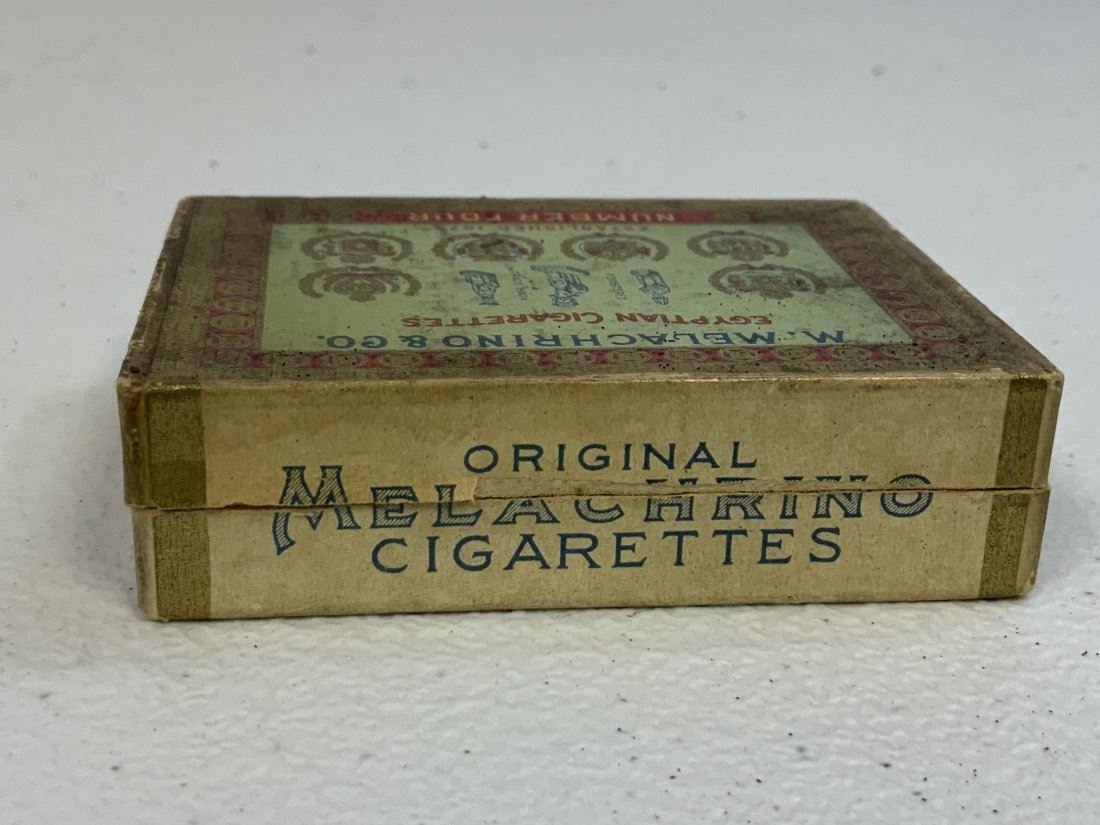 ORIGINAL
MELACHRINO
CIGARETTES
M. MELACHRINO & CO.
EGYPTIAN CIGARETTES
NUMBER FOUR